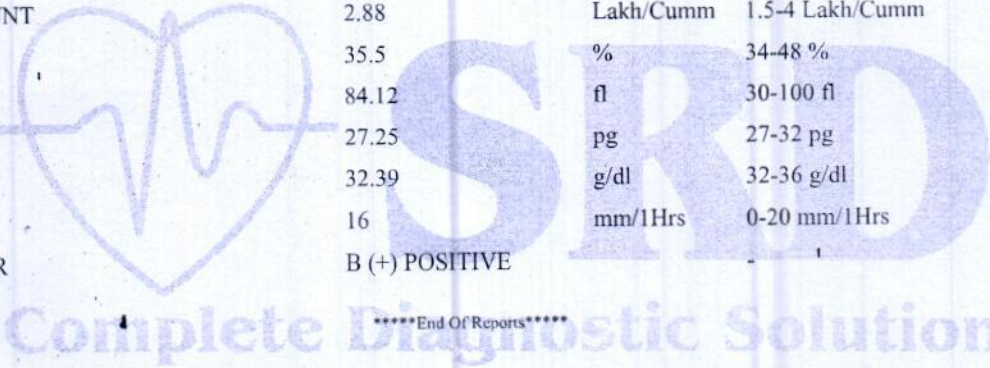 UNT 2.88 Lakh/Cumm 1.5-4 Lakh/Cumm
35.5 % 34-48 %
84.12 fl 30-100 fl
27.25 pg 27-32 pg
32.39 g/dl 32-36 g/dl
16 mm/1Hrs 0-20 mm/1Hrs
R B (+) POSITIVE -
SRD
Complete Diagnostic Solution
*****End Of Reports*****